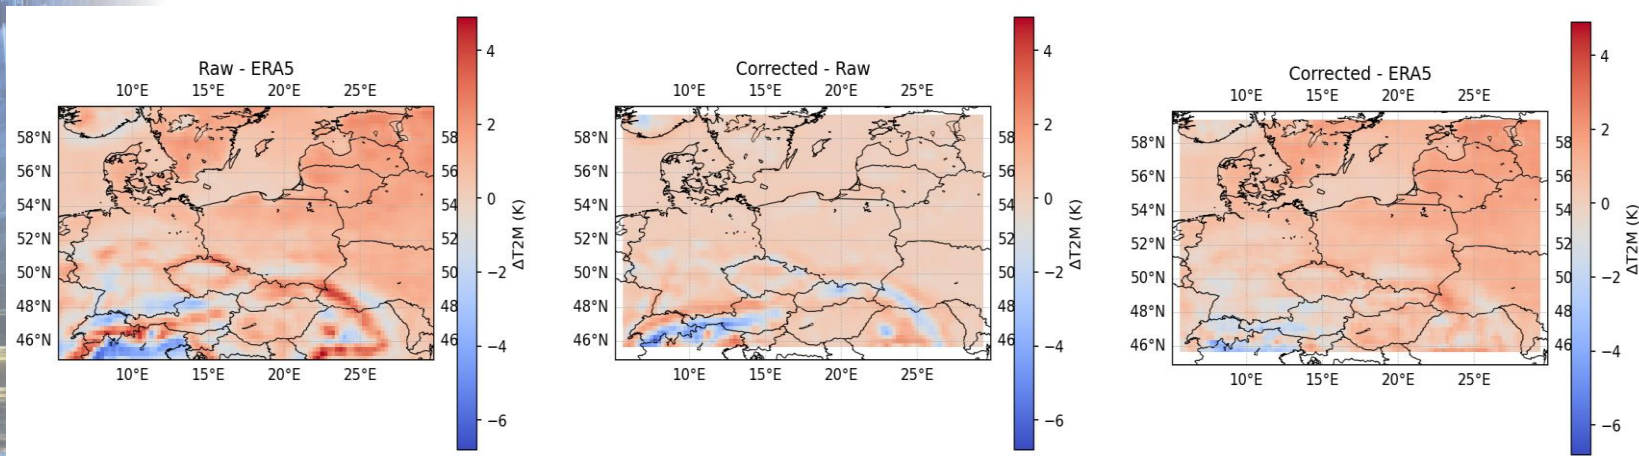 Raw - ERA5
10°E 15°E 20°E 25°E
58°N 58
56°N 56
54°N 54
52°N 52
50°N 50
48°N 48
46°N 46
10°E 15°E 20°E 25°E
4
2
0
−2
−4
−6
ΔT2M (K)
Corrected - Raw
10°E 15°E 20°E 25°E
58°N 58
56°N 56
54°N 54
52°N 52
50°N 50
48°N 48
46°N 46
10°E 15°E 20°E 25°E
4
2
0
−2
−4
−6
ΔT2M (K)
Corrected - ERA5
10°E 15°E 20°E 25°E
58°N 58
56°N 56
54°N 54
52°N 52
50°N 50
48°N 48
46°N 46
10°E 15°E 20°E 25°E
4
2
0
−2
−4
−6
ΔT2M (K)